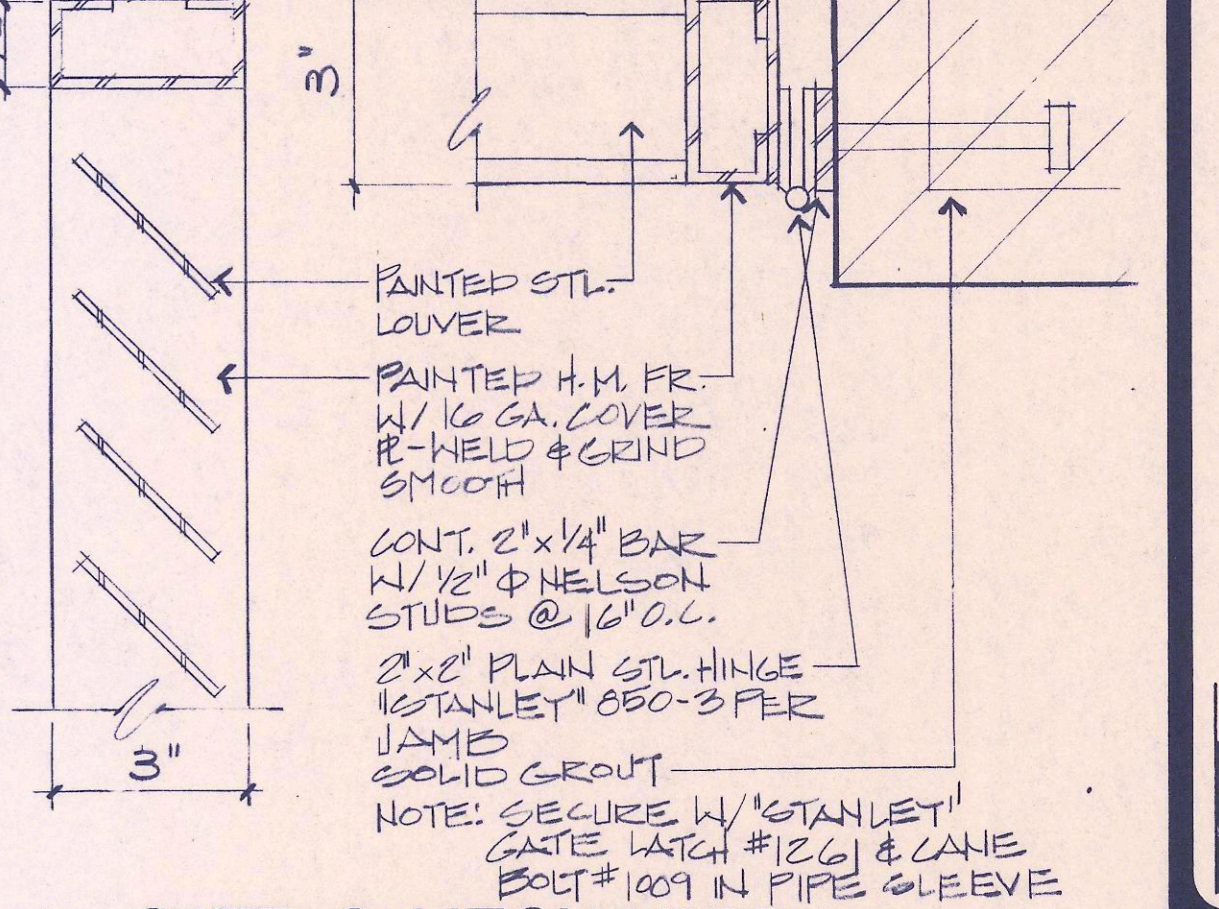 3"
PAINTED STL.
LOUVER
PAINTED H.M. FR.
W/ 16 GA. COVER
PL-WELD & GRIND
SMOOTH
CONT. 2"x1/4" BAR
W/ 1/2" Φ NELSON
STUDS @ 16" O.C.
2"x2" PLAIN STL. HINGE
"STANLEY" 850-3 PER
JAMB
SOLID GROUT
3"
NOTE: SECURE W/ "STANLEY"
GATE LATCH #1261 & CANE
BOLT #1009 IN PIPE SLEEVE